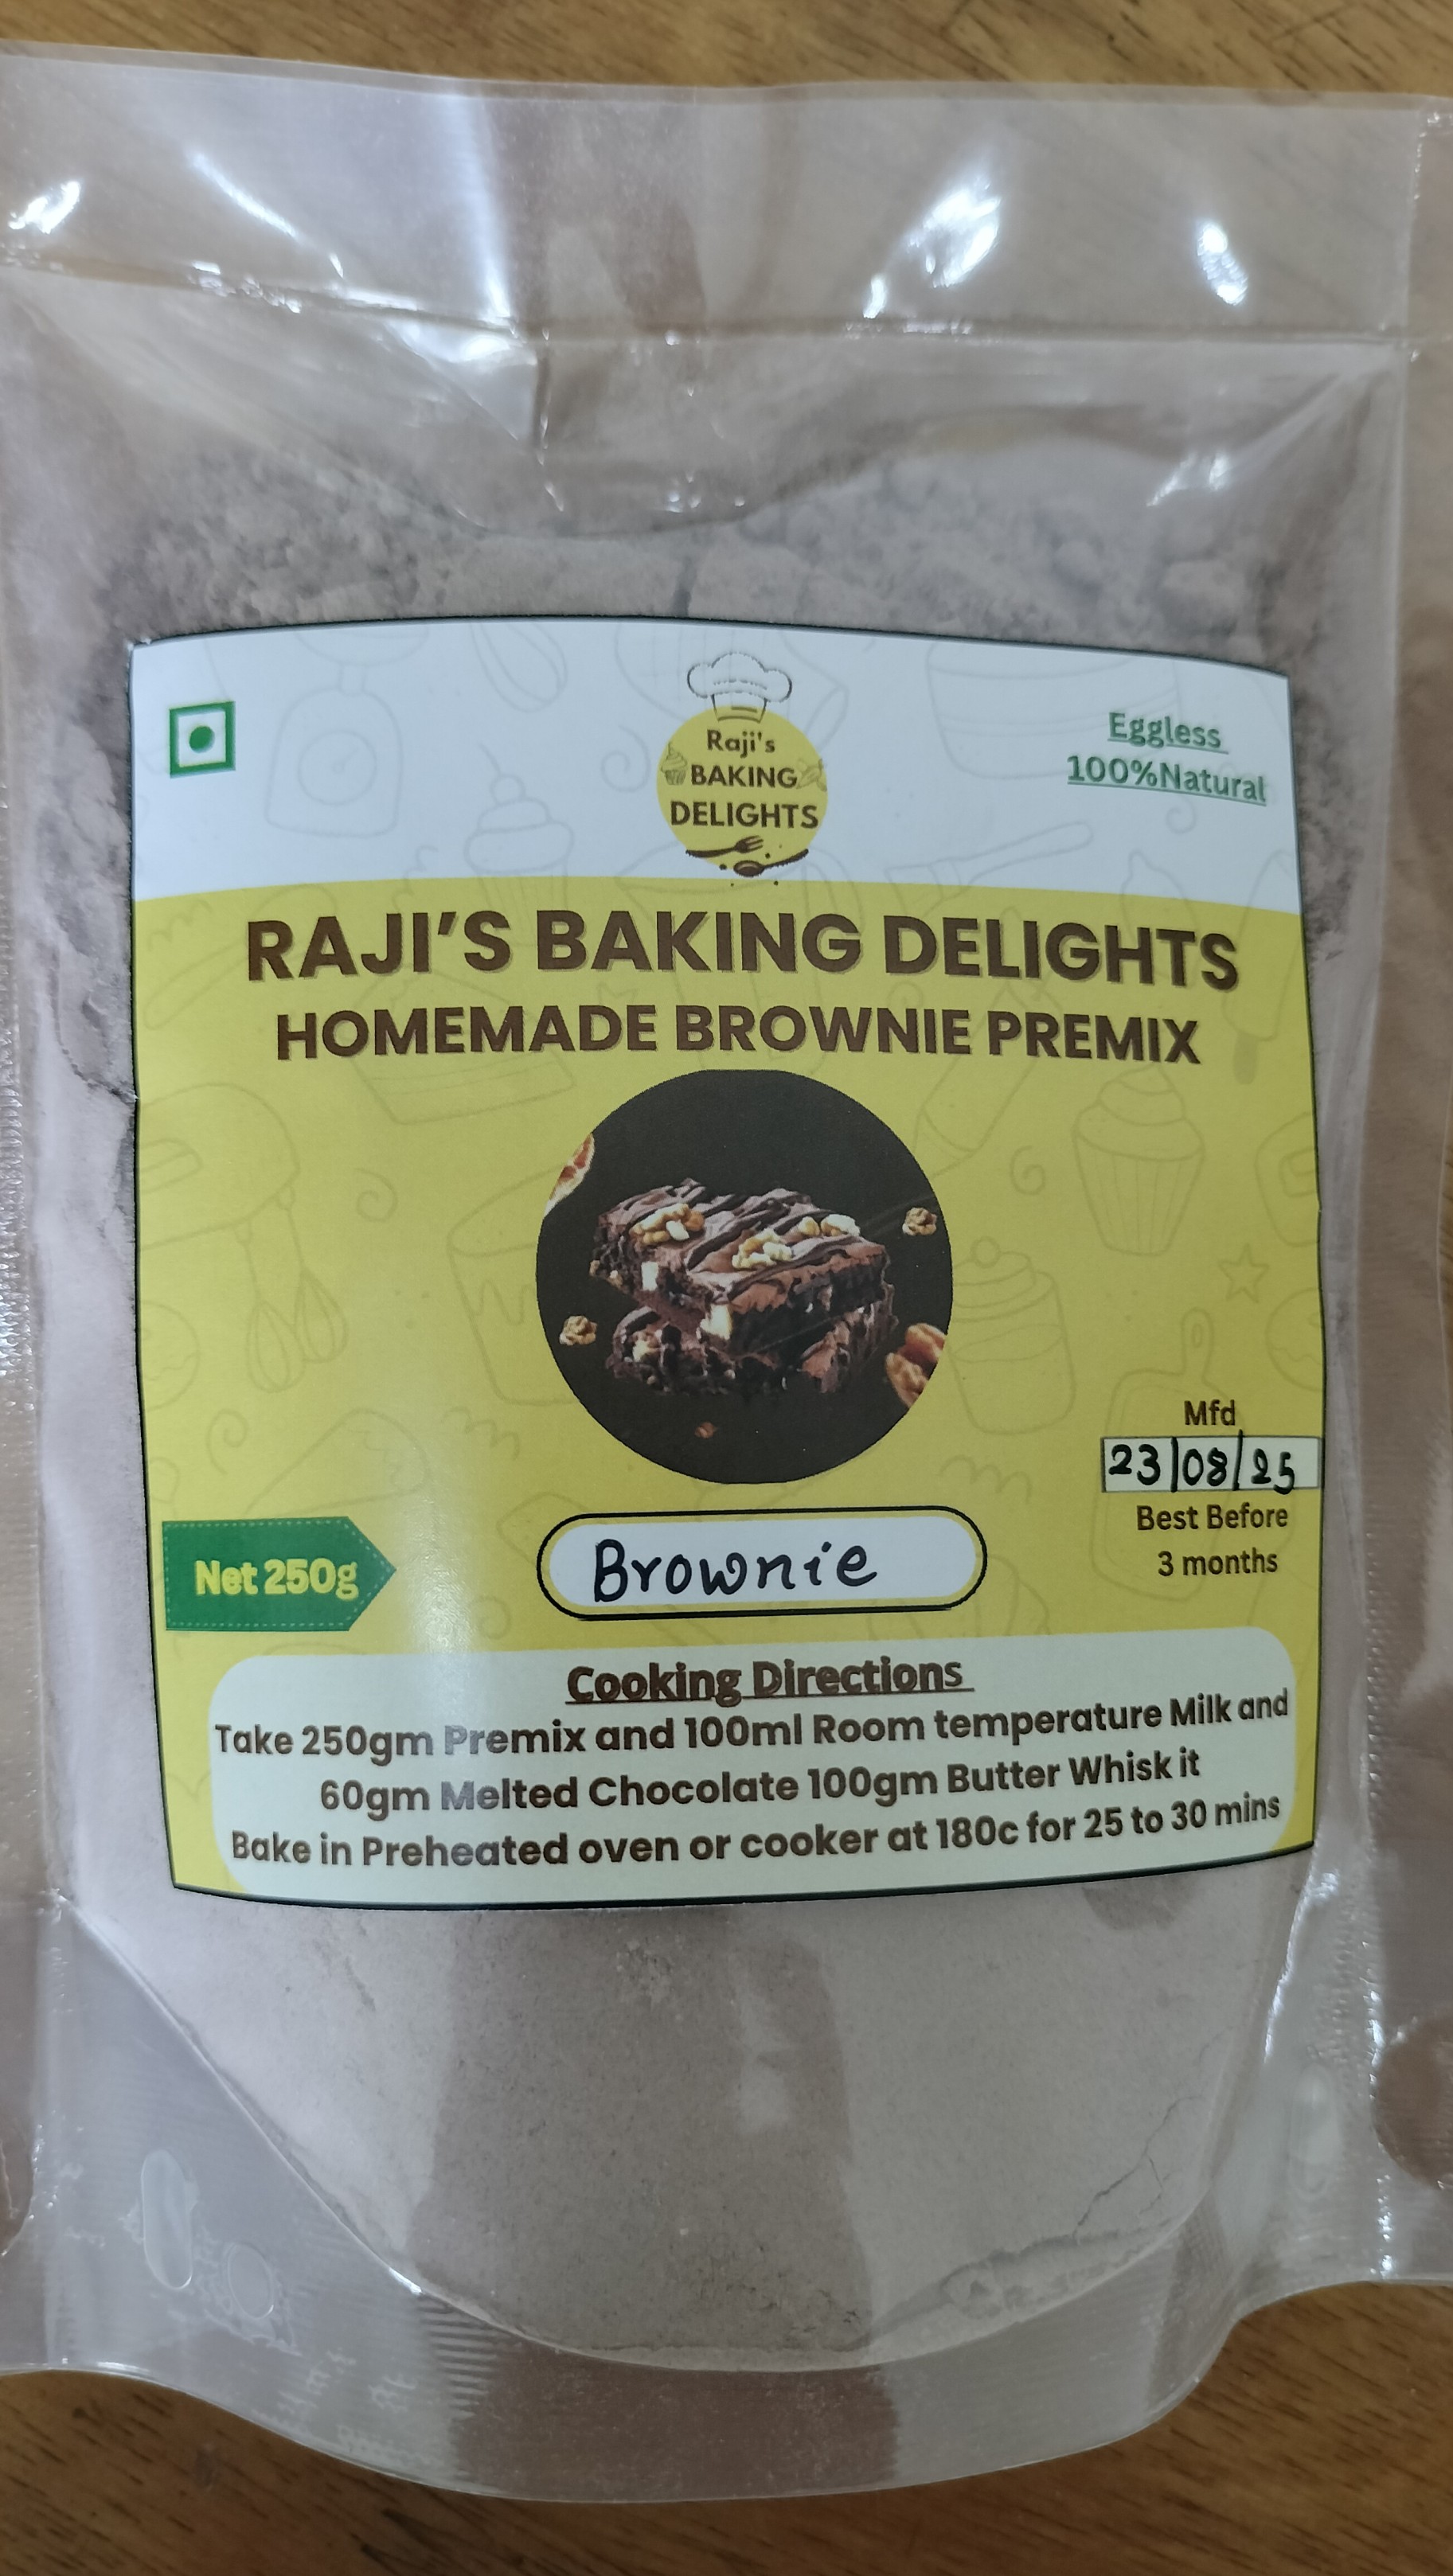 Raji's
BAKING
DELIGHTS
Eggless
100%Natural
RAJI'S BAKING DELIGHTS
HOMEMADE BROWNIE PREMIX
Mfd
23/08/25
Best Before
3 months
Net 250g
Brownie
Cooking Directions
Take 250gm Premix and 100ml Room temperature Milk and
60gm Melted Chocolate 100gm Butter Whisk it
Bake in Preheated oven or cooker at 180c for 25 to 30 mins